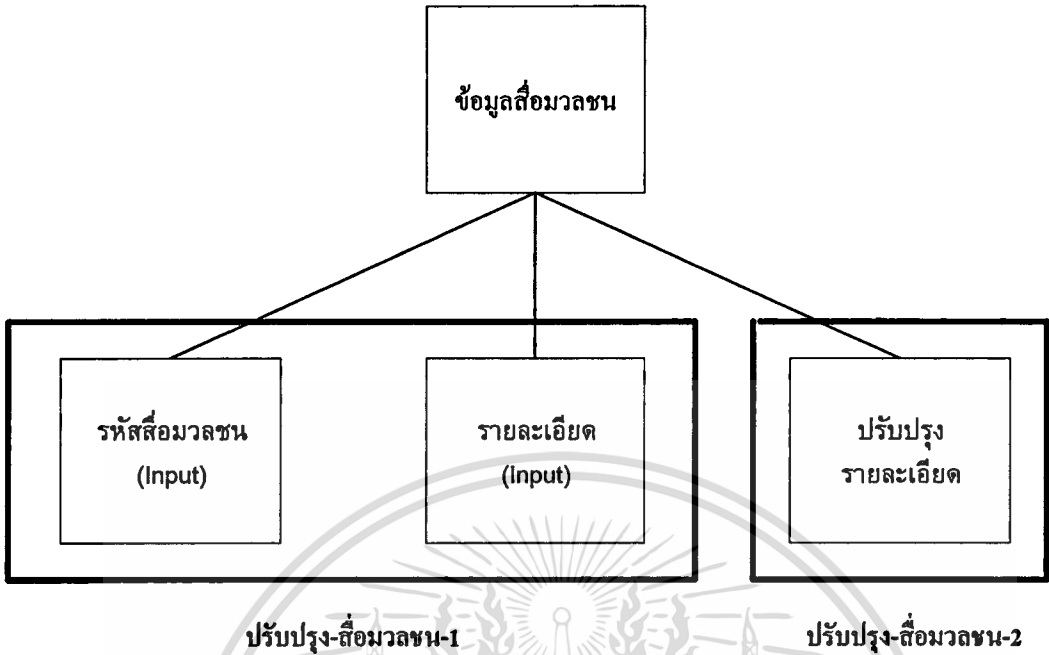 ข้อมูลสื่อมวลชน
รหัสสื่อมวลชน
(Input)
รายละเอียด
(Input)
ปรับปรุง
รายละเอียด
ปรับปรุง-สื่อมวลชน-1
ปรับปรุง-สื่อมวลชน-2